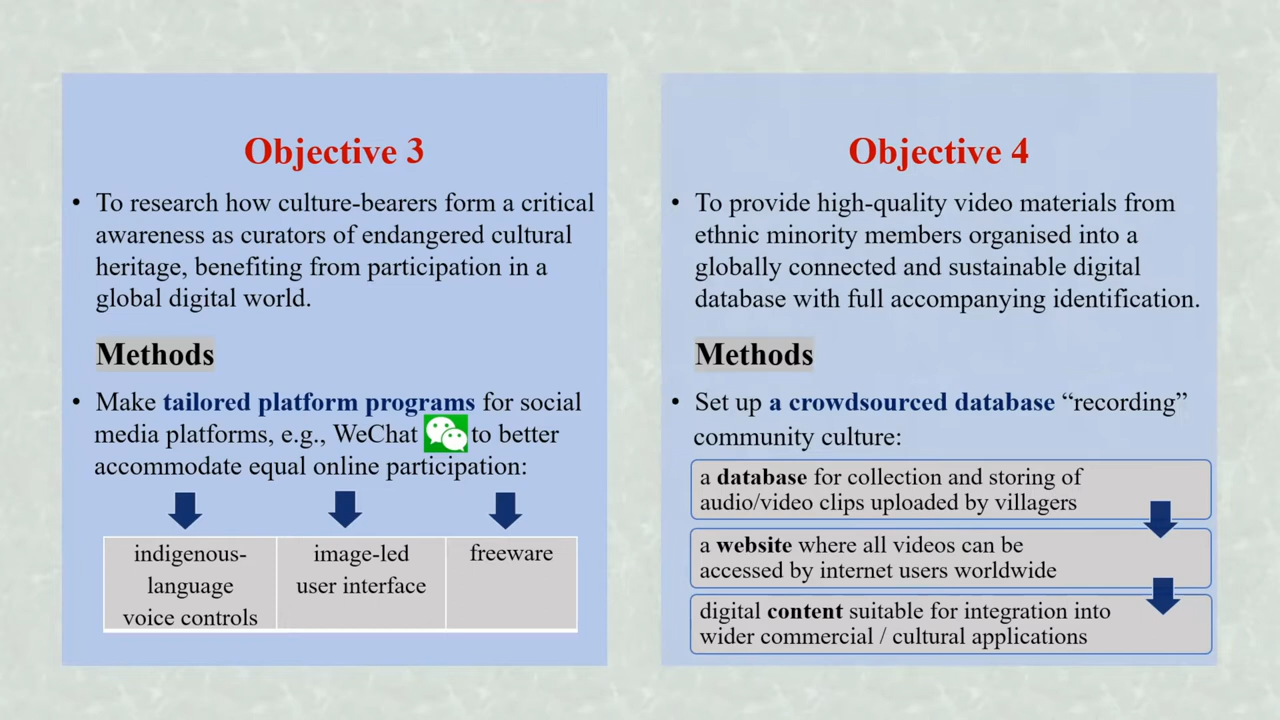 Objective 3
• To research how culture-bearers form a critical
awareness as curators of endangered cultural
heritage, benefiting from participation in a
global digital world.
Methods
• Make tailored platform programs for social
media platforms, e.g., WeChat to better
accommodate equal online participation:
indigenous-
language
voice controls
image-led
user interface
freeware
Objective 4
• To provide high-quality video materials from
ethnic minority members organised into a
globally connected and sustainable digital
database with full accompanying identification.
Methods
• Set up a crowdsourced database “recording”
community culture:
a database for collection and storing of
audio/video clips uploaded by villagers
a website where all videos can be
accessed by internet users worldwide
digital content suitable for integration into
wider commercial / cultural applications